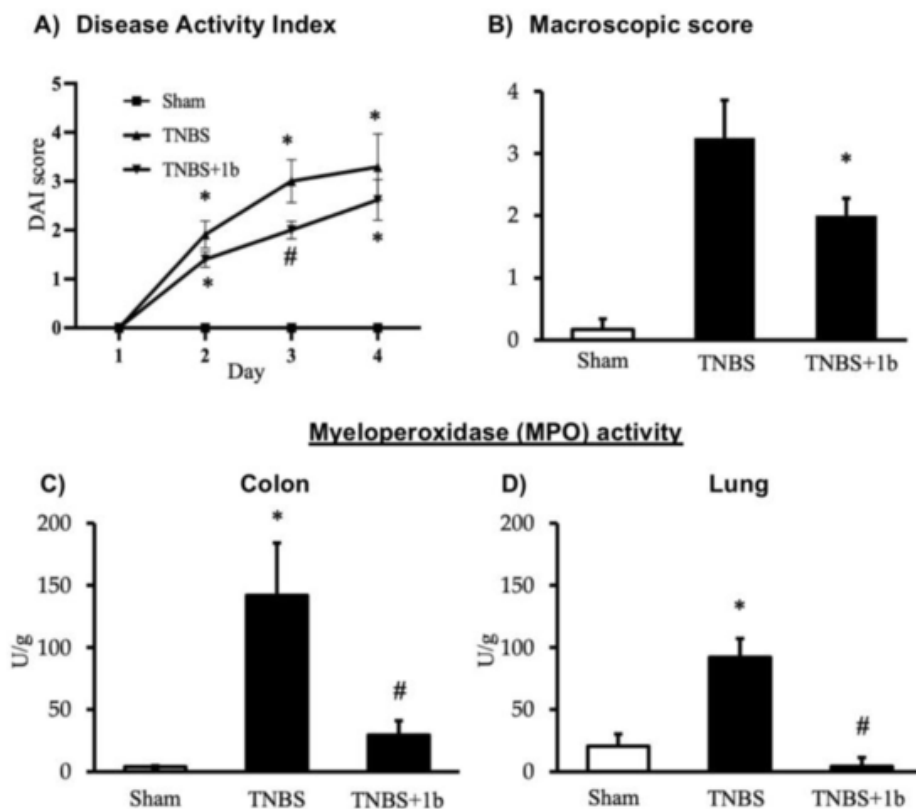 A) Disease Activity Index
5
4
3
2
1
0
DAI score
Sham
TNBS
TNBS+1b
*
*
*
*
#
*
1 2 3 4
Day
B) Macroscopic score
4
3
2
1
0
*
Sham TNBS TNBS+1b
Myeloperoxidase (MPO) activity
C) Colon
200
150
100
50
0
U/g
*
#
Sham TNBS TNBS+1b
D) Lung
200
150
100
50
0
U/g
*
#
Sham TNBS TNBS+1b